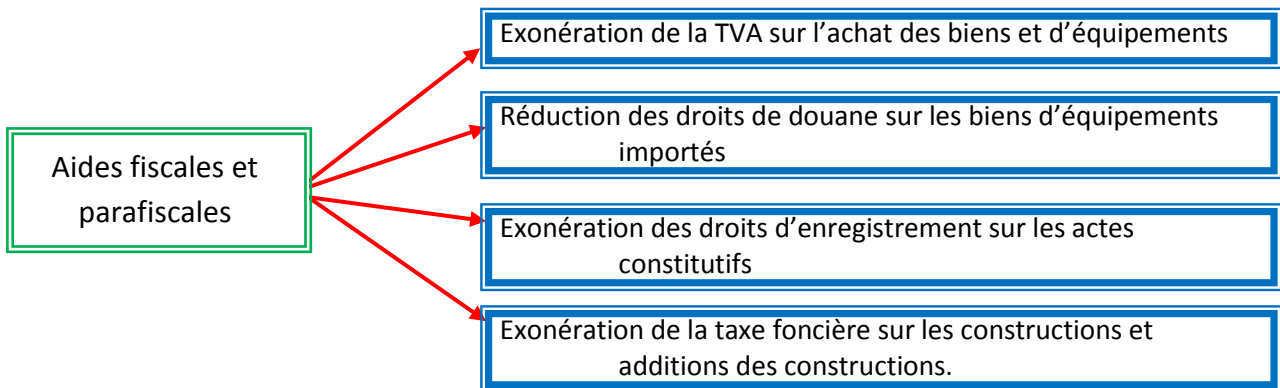 Exonération de la TVA sur l’achat des biens et d’équipements
Réduction des droits de douane sur les biens d’équipements
importés
Aides fiscales et
parafiscales
Exonération des droits d’enregistrement sur les actes
constitutifs
Exonération de la taxe foncière sur les constructions et
additions des constructions.